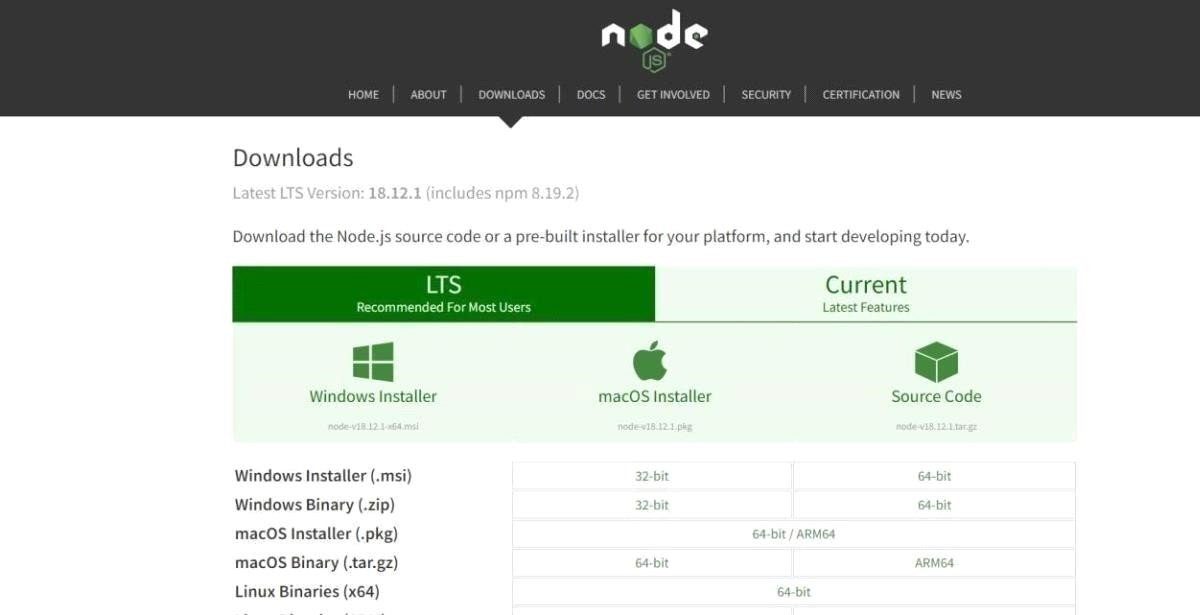 node
JS
HOME | ABOUT | DOWNLOADS | DOCS | GET INVOLVED | SECURITY | CERTIFICATION | NEWS
Downloads
Latest LTS Version: 18.12.1 (includes npm 8.19.2)
Download the Node.js source code or a pre-built installer for your platform, and start developing today.
LTS Current
Recommended For Most Users Latest Features
Windows Installer macOS Installer Source Code
node-v18.12.1-x64.msi node-v18.12.1.pkg node-v18.12.1.tar.gz
Windows Installer (.msi) 32-bit 64-bit
Windows Binary (.zip) 32-bit 64-bit
macOS Installer (.pkg) 64-bit / ARM64
macOS Binary (.tar.gz) 64-bit ARM64
Linux Binaries (x64) 64-bit